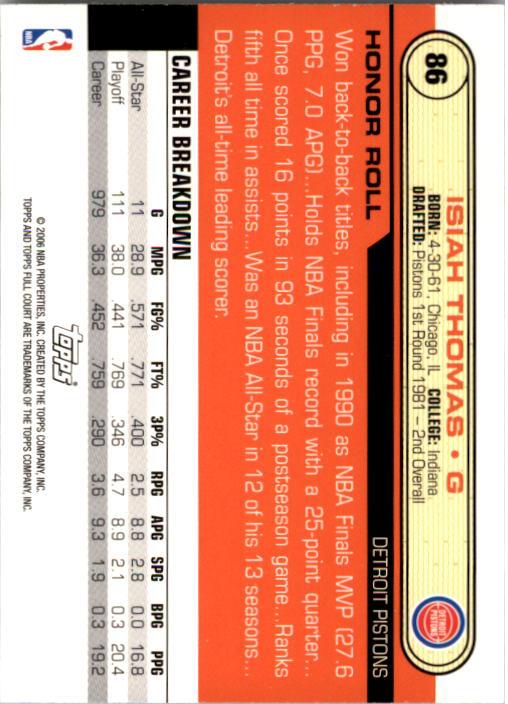 86
ISIAH THOMAS • G
BORN: 4-30-61, Chicago, IL COLLEGE: Indiana
DRAFTED: Pistons 1st Round 1981 – 2nd Overall
DETROIT PISTONS
DETROIT PISTONS
HONOR ROLL
Won back-to-back titles, including in 1990 as NBA Finals MVP (27.6
PPG, 7.0 APG)...Holds NBA Finals record with a 25-point quarter...
Once scored 16 points in 93 seconds of a postseason game...Ranks
fifth all time in assists...Was an NBA All-Star in 12 of his 13 seasons...
Detroit's all-time leading scorer.
CAREER BREAKDOWN
G MPG FG% FT% 3P% RPG APG SPG BPG PPG
All-Star 11 28.9 .571 .771 .400 2.5 8.8 2.8 0.0 16.8
Playoff 111 38.0 .441 .769 .346 4.7 8.9 2.1 0.3 20.4
Career 979 36.3 .452 .759 .290 3.6 9.3 1.9 0.3 19.2
NBA
Topps
© 2006 NBA PROPERTIES, INC. CREATED BY THE TOPPS COMPANY, INC.
TOPPS AND TOPPS FULL COURT ARE TRADEMARKS OF THE TOPPS COMPANY, INC.